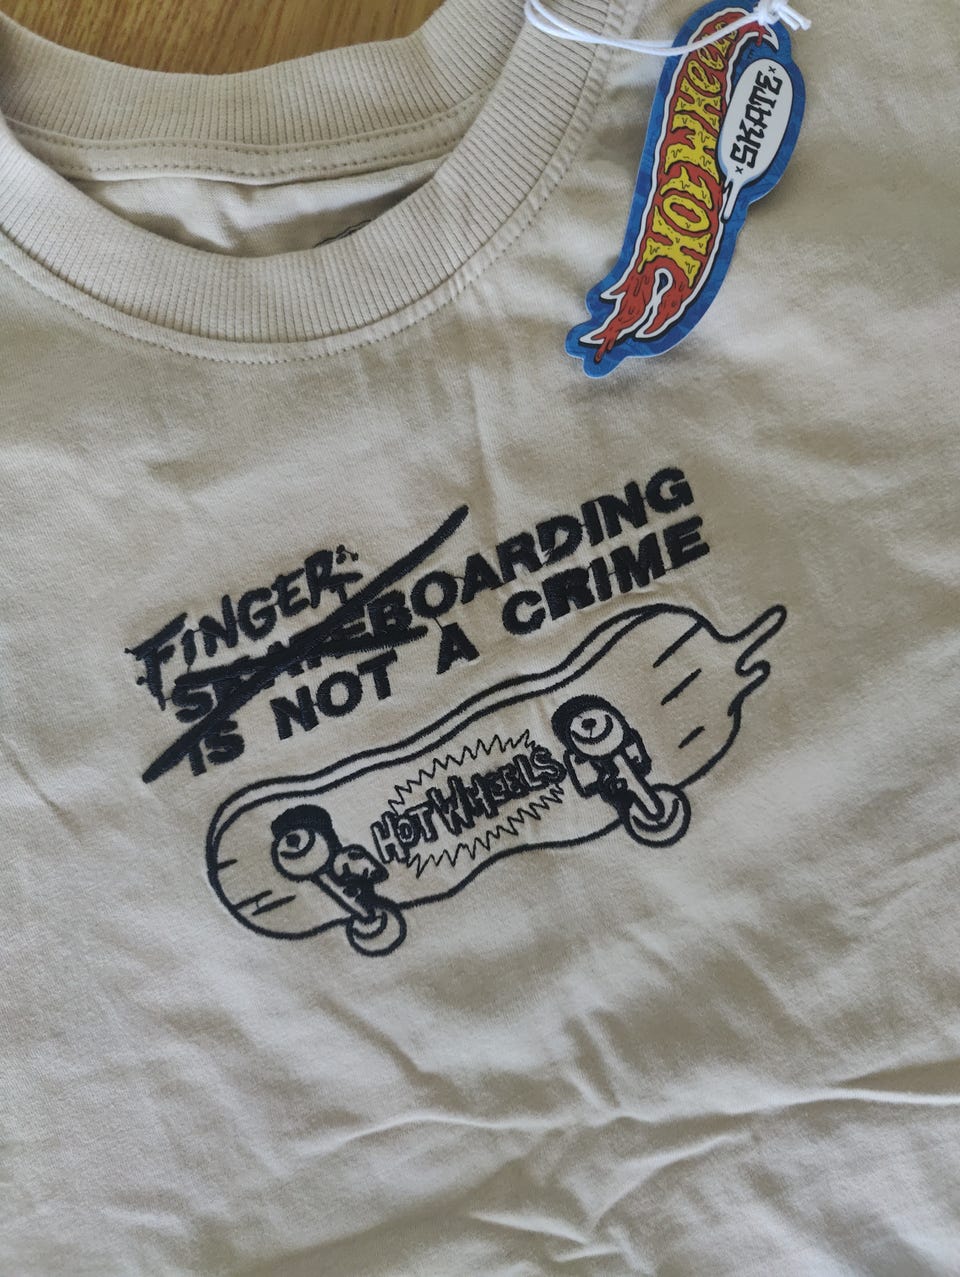 HOT WHEELS
SKATE
FINGER
SKATEBOARDING
IS NOT A CRIME
HOT WHEELS